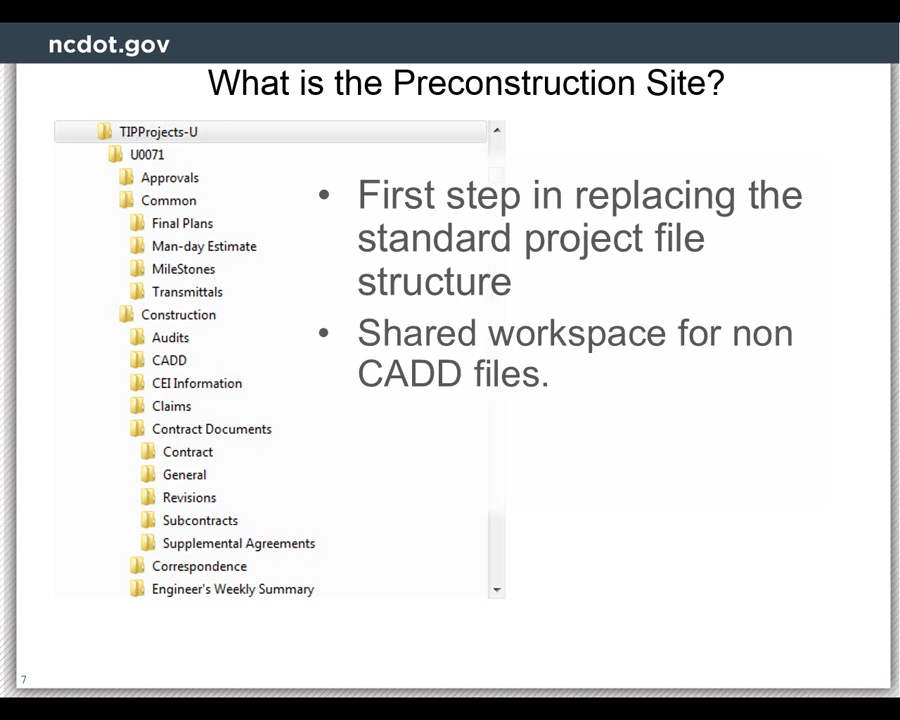 ncdot.gov
What is the Preconstruction Site?
TIPProjects-U
U0071
Approvals
Common
Final Plans
Man-day Estimate
MileStones
Transmittals
Construction
Audits
CADD
CEI Information
Claims
Contract Documents
Contract
General
Revisions
Subcontracts
Supplemental Agreements
Correspondence
Engineer's Weekly Summary
• First step in replacing the
standard project file
structure
• Shared workspace for non
CADD files.
7